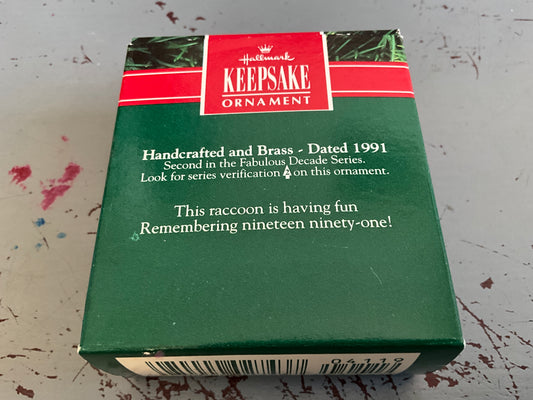 Hallmark
KEEPSAKE
ORNAMENT
Handcrafted and Brass - Dated 1991
Second in the Fabulous Decade Series.
Look for series verification on this ornament.
This raccoon is having fun
Remembering nineteen ninety-one!
04119